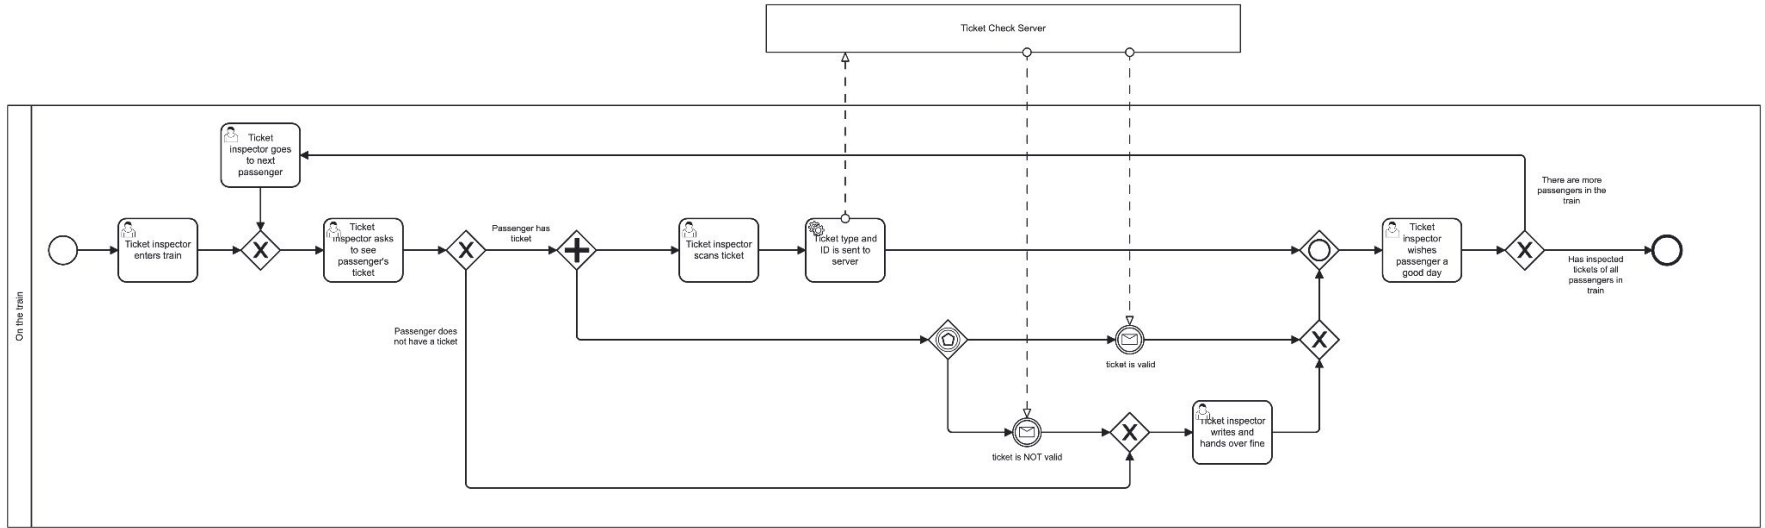 Ticket Check Server
On the train
Ticket
inspector goes
to next
passenger
Ticket inspector
enters train
Ticket
inspector asks
to see
passenger's
ticket
Passenger has
ticket
Passenger does
not have a ticket
Ticket inspector
scans ticket
Ticket type and
ID is sent to
server
ticket is valid
ticket is NOT valid
Ticket inspector
writes and
hands over fine
Ticket
inspector
wishes
passenger a
good day
There are more
passengers in the
train
Has inspected
tickets of all
passengers in
train